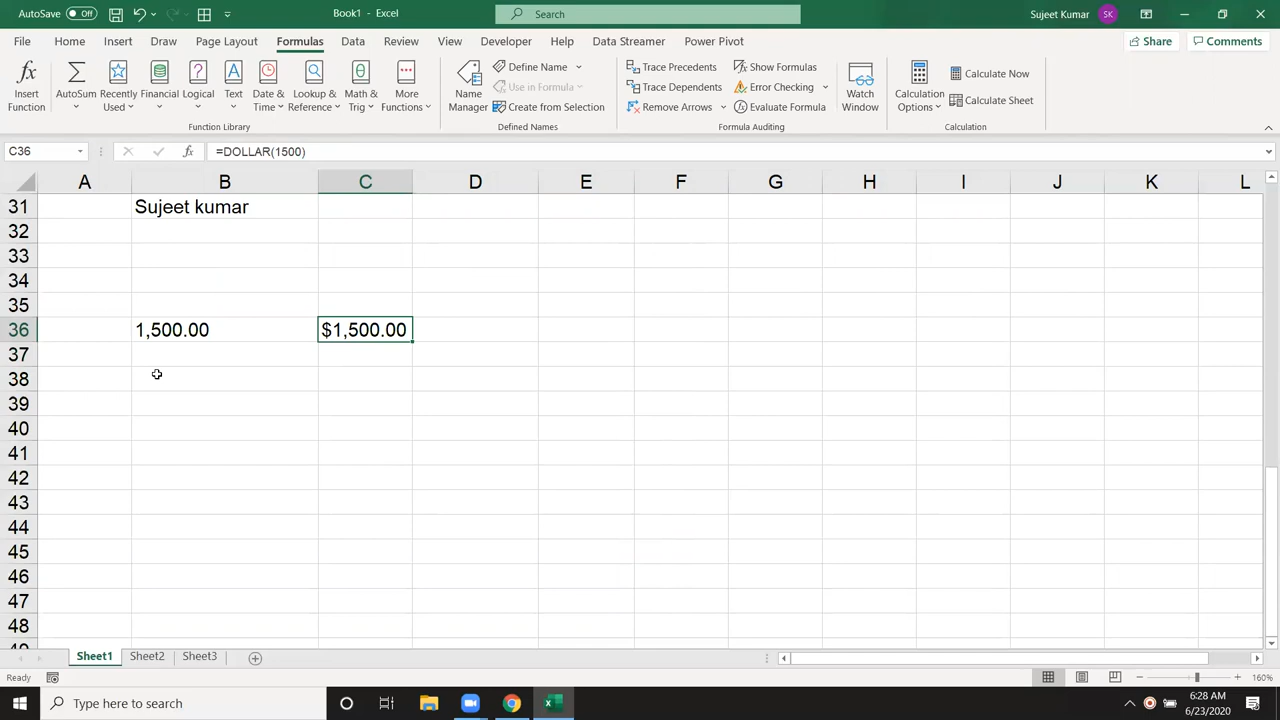 AutoSave Off Book1 - Excel Search Sujeet Kumar SK
File Home Insert Draw Page Layout Formulas Data Review View Developer Help Data Streamer Power Pivot Share Comments
Insert Function AutoSum Recently Used Financial Logical Text Date & Time Lookup & Reference Math & Trig More Functions Name Manager Define Name Use in Formula Create from Selection Trace Precedents Trace Dependents Remove Arrows Show Formulas Error Checking Evaluate Formula Watch Window Calculation Options Calculate Now Calculate Sheet
Function Library Defined Names Formula Auditing Calculation
C36 fx =DOLLAR(1500)
A B C D E F G H I J K L
31 Sujeet kumar
32
33
34
35
36 1,500.00 $1,500.00
37
38
39
40
41
42
43
44
45
46
47
48
49
Sheet1 Sheet2 Sheet3
Ready 160%
Type here to search 6:28 AM
6/23/2020